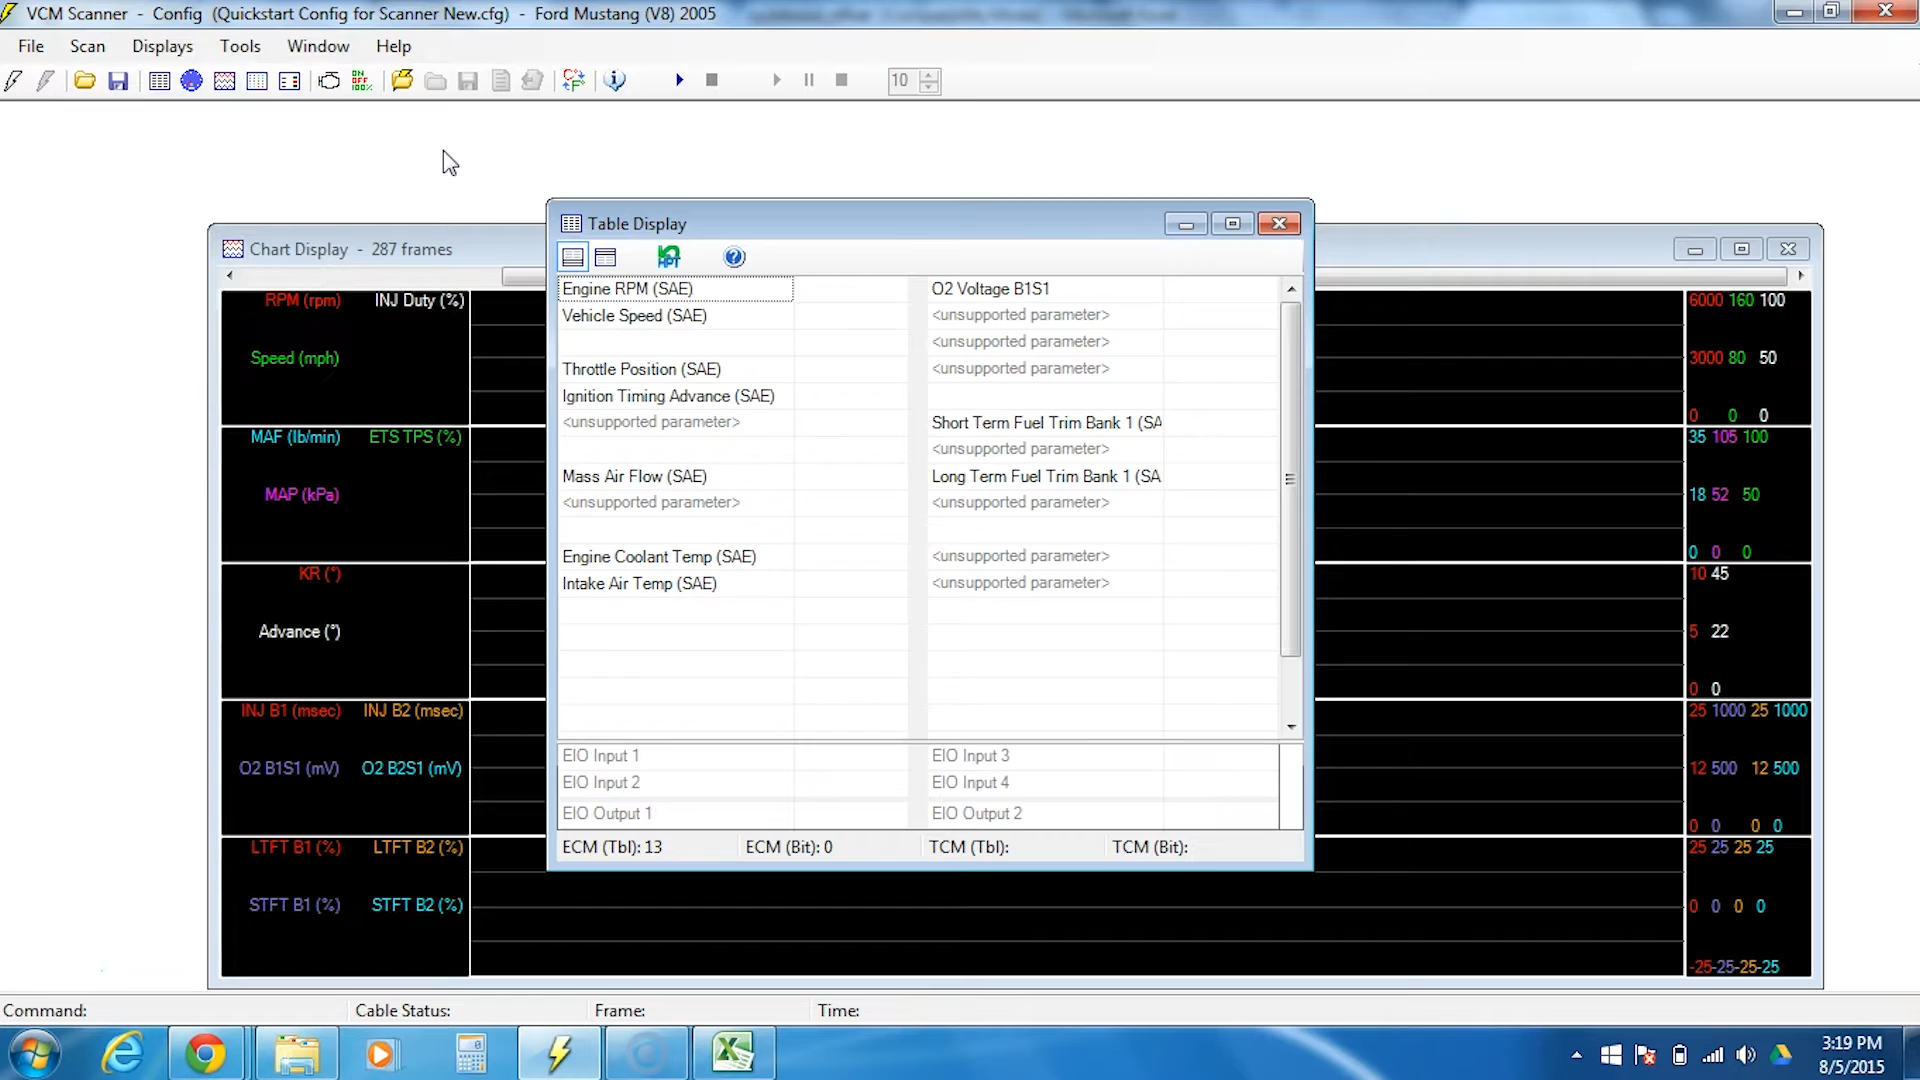 VCM Scanner - Config (Quickstart Config for Scanner New.cfg) - Ford Mustang (V8) 2005
File Scan Displays Tools Window Help
ON OFF 100% 10
Table Display
Chart Display - 287 frames
HPT
Engine RPM (SAE) O2 Voltage B1S1
Vehicle Speed (SAE) <unsupported parameter>
<unsupported parameter>
Throttle Position (SAE) <unsupported parameter>
Ignition Timing Advance (SAE)
<unsupported parameter> Short Term Fuel Trim Bank 1 (SA
<unsupported parameter>
Mass Air Flow (SAE) Long Term Fuel Trim Bank 1 (SA
<unsupported parameter> <unsupported parameter>
Engine Coolant Temp (SAE) <unsupported parameter>
Intake Air Temp (SAE) <unsupported parameter>
EIO Input 1 EIO Input 3
EIO Input 2 EIO Input 4
EIO Output 1 EIO Output 2
ECM (Tbl): 13 ECM (Bit): 0 TCM (Tbl): TCM (Bit):
RPM (rpm) INJ Duty (%) 6000 160 100
Speed (mph) 3000 80 50
0 0 0
MAF (lb/min) ETS TPS (%) 35 105 100
MAP (kPa) 18 52 50
0 0 0
KR (°) 10 45
Advance (°) 5 22
0 0
INJ B1 (msec) INJ B2 (msec) 25 1000 25 1000
O2 B1S1 (mV) O2 B2S1 (mV) 12 500 12 500
0 0 0 0
LTFT B1 (%) LTFT B2 (%) 25 25 25 25
STFT B1 (%) STFT B2 (%) 0 0 0 0
-25 -25 -25 -25
Command: Cable Status: Frame: Time:
3:19 PM
8/5/2015